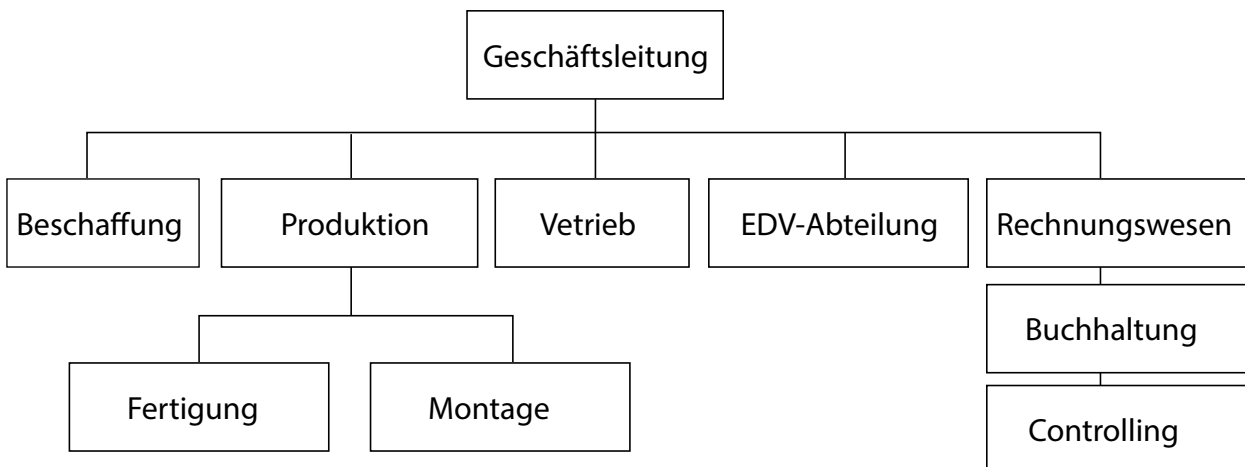 Geschäftsleitung
Beschaffung
Produktion
Vetrieb
EDV-Abteilung
Rechnungswesen
Buchhaltung
Fertigung
Montage
Controlling